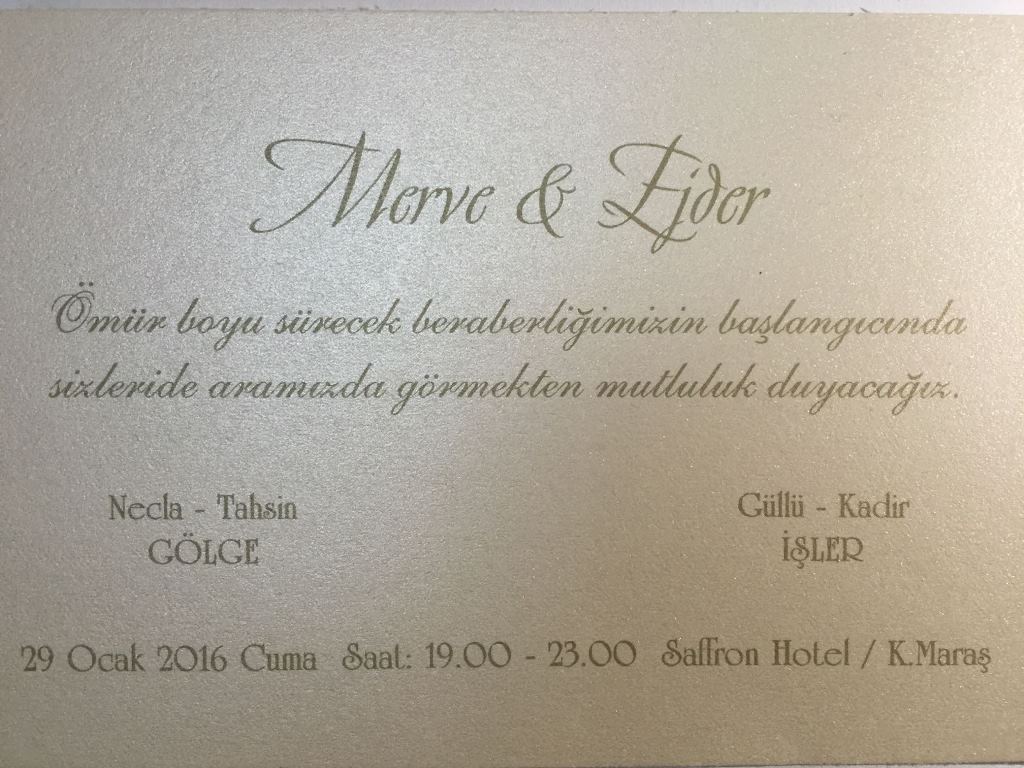 Merve & Ejder
Ömür boyu sürecek beraberliğimizin başlangıcında
sizleride aramızda görmekten mutluluk duyacağız.
Necla - Tahsin
GÖLGE
Güllü - Kadir
İŞLER
29 Ocak 2016 Cuma Saat: 19.00 - 23.00 Saffron Hotel / K.Maraş